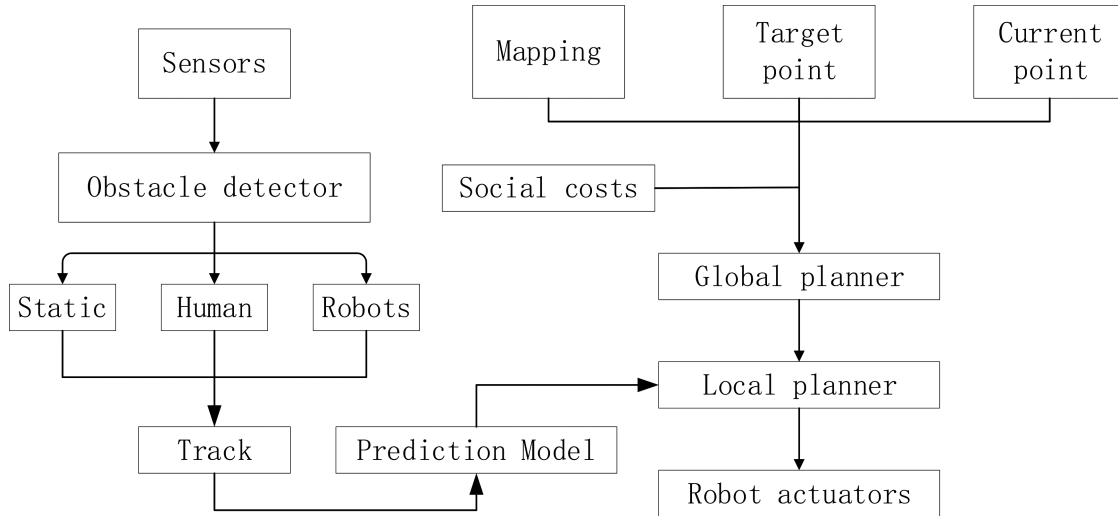 Sensors
Mapping
Target
point
Current
point
Obstacle detector
Social costs
Static
Human
Robots
Global planner
Local planner
Track
Prediction Model
Robot actuators